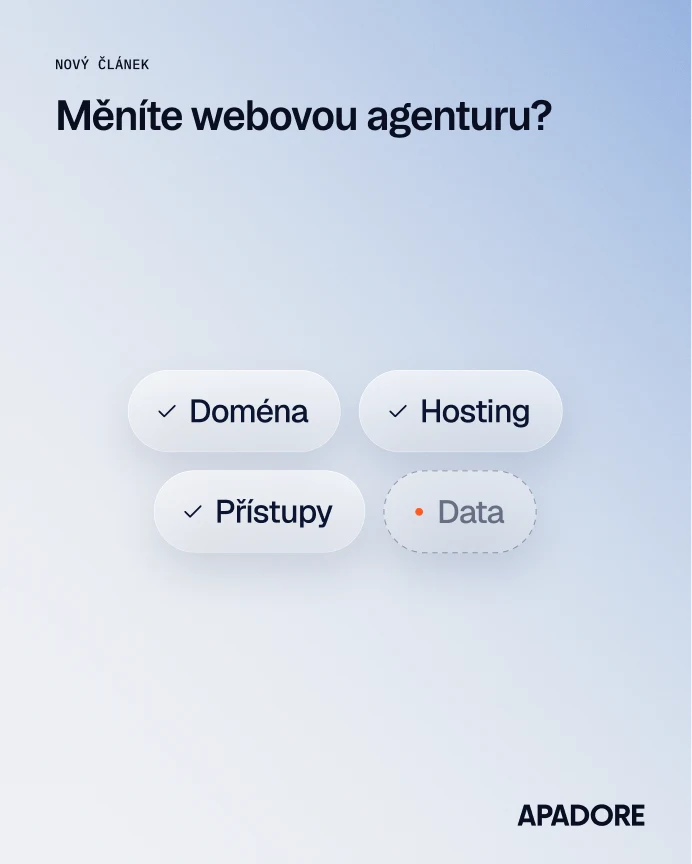 NOVÝ ČLÁNEK
Měníte webovou agenturu?
Doména
Hosting
Přístupy
Data
APADORE